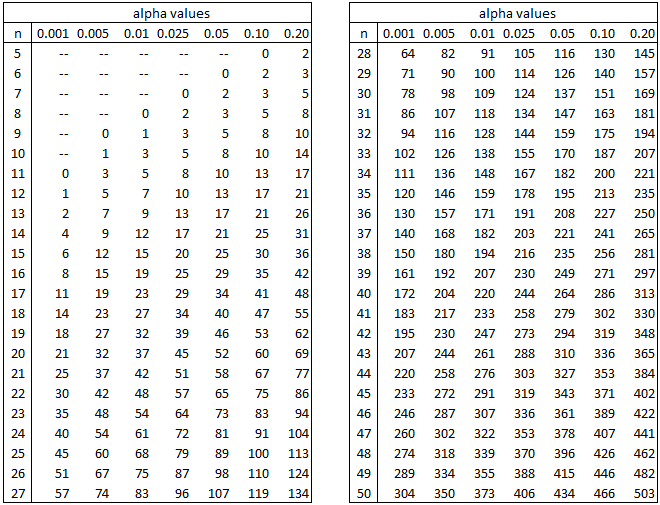 alpha values
n 0.001 0.005 0.01 0.025 0.05 0.10 0.20
5 -- -- -- -- -- 0 2
6 -- -- -- -- 0 2 3
7 -- -- -- 0 2 3 5
8 -- -- 0 2 3 5 8
9 -- 0 1 3 5 8 10
10 -- 1 3 5 8 10 14
11 0 3 5 8 10 13 17
12 1 5 7 10 13 17 21
13 2 7 9 13 17 21 26
14 4 9 12 17 21 25 31
15 6 12 15 20 25 30 36
16 8 15 19 25 29 35 42
17 11 19 23 29 34 41 48
18 14 23 27 34 40 47 55
19 18 27 32 39 46 53 62
20 21 32 37 45 52 60 69
21 25 37 42 51 58 67 77
22 30 42 48 57 65 75 86
23 35 48 54 64 73 83 94
24 40 54 61 72 81 91 104
25 45 60 68 79 89 100 113
26 51 67 75 87 98 110 124
27 57 74 83 96 107 119 134
alpha values
n 0.001 0.005 0.01 0.025 0.05 0.10 0.20
28 64 82 91 105 116 130 145
29 71 90 100 114 126 140 157
30 78 98 109 124 137 151 169
31 86 107 118 134 147 163 181
32 94 116 128 144 159 175 194
33 102 126 138 155 170 187 207
34 111 136 148 167 182 200 221
35 120 146 159 178 195 213 235
36 130 157 171 191 208 227 250
37 140 168 182 203 221 241 265
38 150 180 194 216 235 256 281
39 161 192 207 230 249 271 297
40 172 204 220 244 264 286 313
41 183 217 233 258 279 302 330
42 195 230 247 273 294 319 348
43 207 244 261 288 310 336 365
44 220 258 276 303 327 353 384
45 233 272 291 319 343 371 402
46 246 287 307 336 361 389 422
47 260 302 322 353 378 407 441
48 274 318 339 370 396 426 462
49 289 334 355 388 415 446 482
50 304 350 373 406 434 466 503